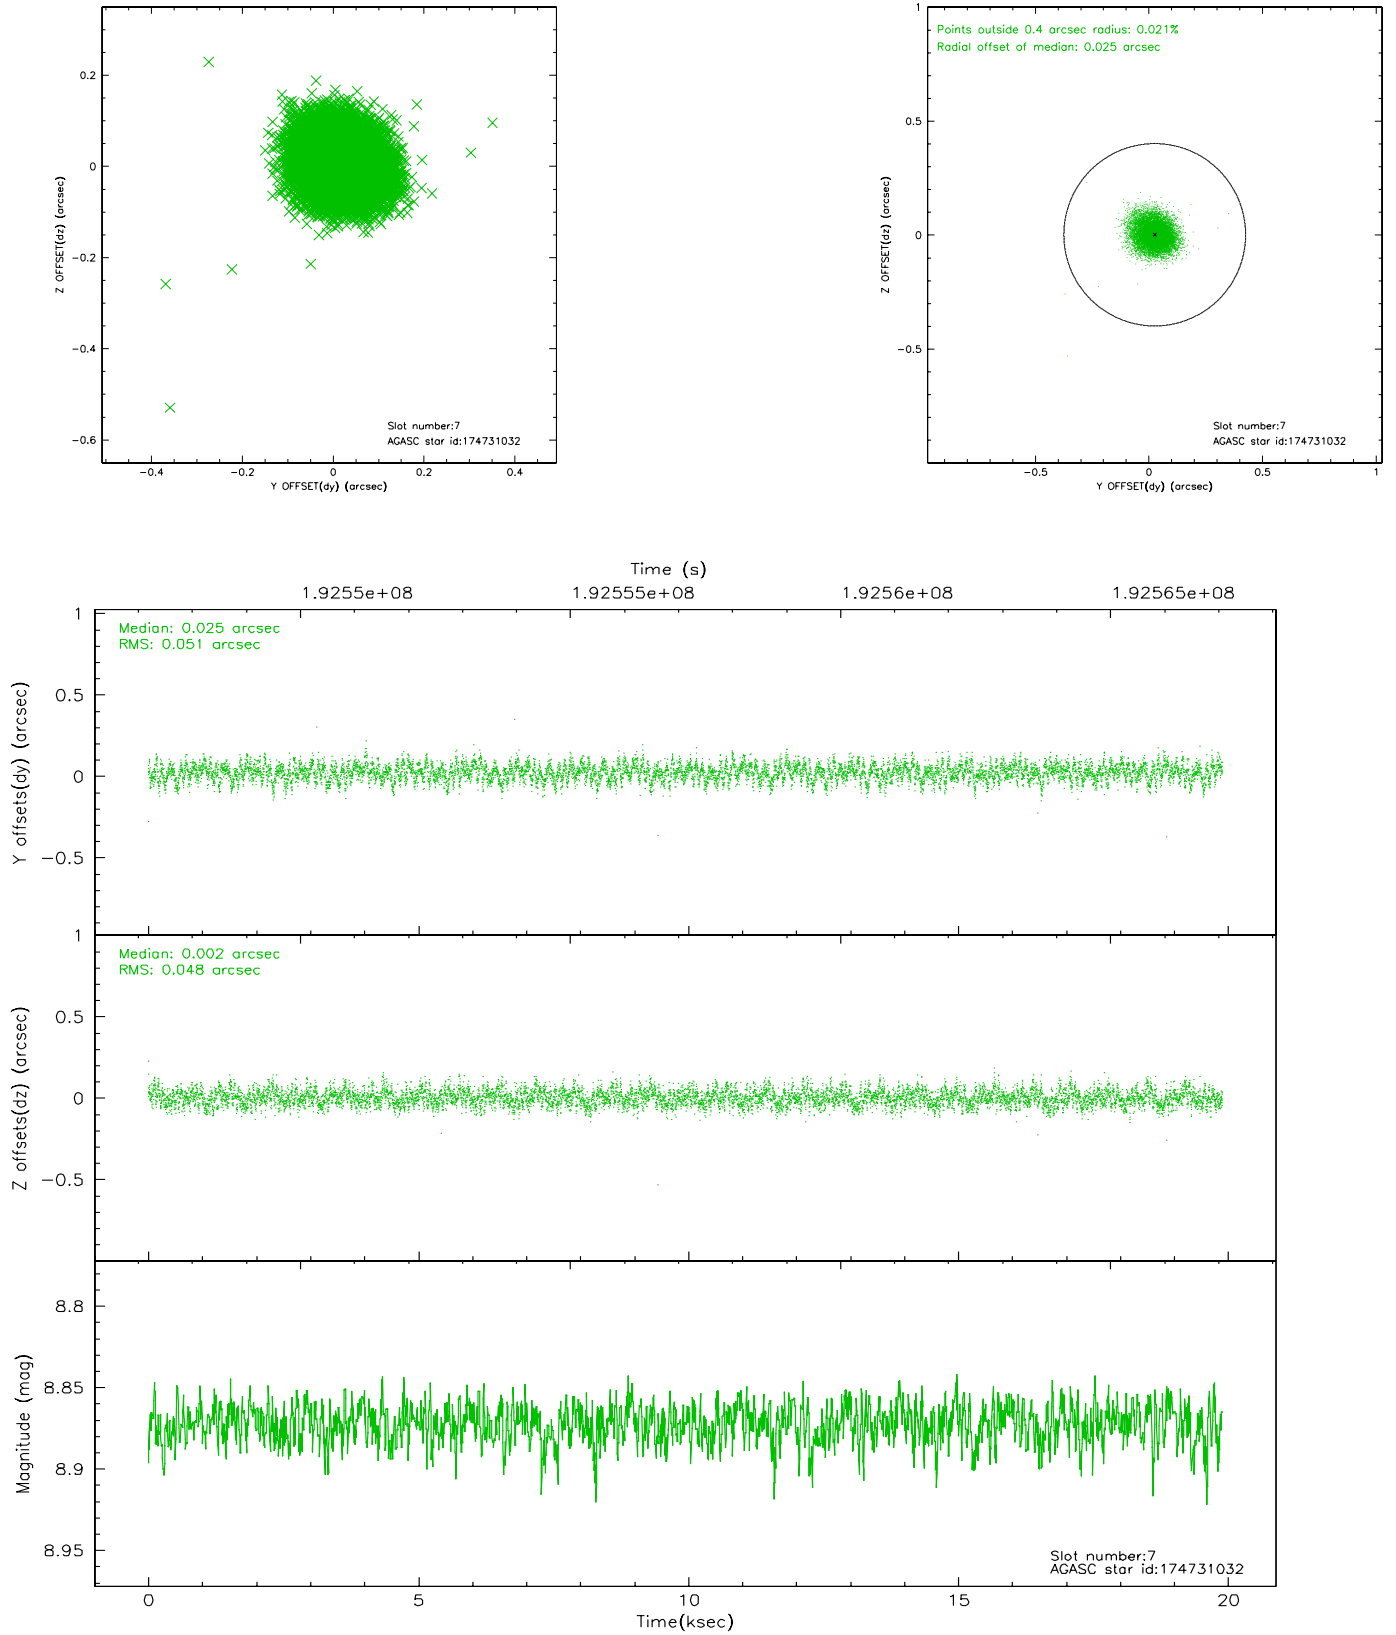 0.2
0
-0.2
-0.4
-0.6
Z OFFSET(dz) (arcsec)
-0.4
-0.2
0
0.2
0.4
Y OFFSET(dy) (arcsec)
Slot number:7
AGASC star id:174731032
1
0.5
0
-0.5
Z OFFSET(dz) (arcsec)
Points outside 0.4 arcsec radius: 0.021%
Radial offset of median: 0.025 arcsec
Slot number:7
AGASC star id:174731032
-0.5
0
0.5
1
Y OFFSET(dy) (arcsec)
Time (s)
1.9255e+08
1.92555e+08
1.9256e+08
1.92565e+08
Median: 0.025 arcsec
RMS: 0.051 arcsec
1
0.5
0
-0.5
Y offsets(dy) (arcsec)
Median: 0.002 arcsec
RMS: 0.048 arcsec
1
0.5
0
-0.5
Z offsets(dz) (arcsec)
8.8
8.85
8.9
8.95
Magnitude (mag)
Slot number:7
AGASC star id:174731032
0
5
10
15
20
Time(ksec)